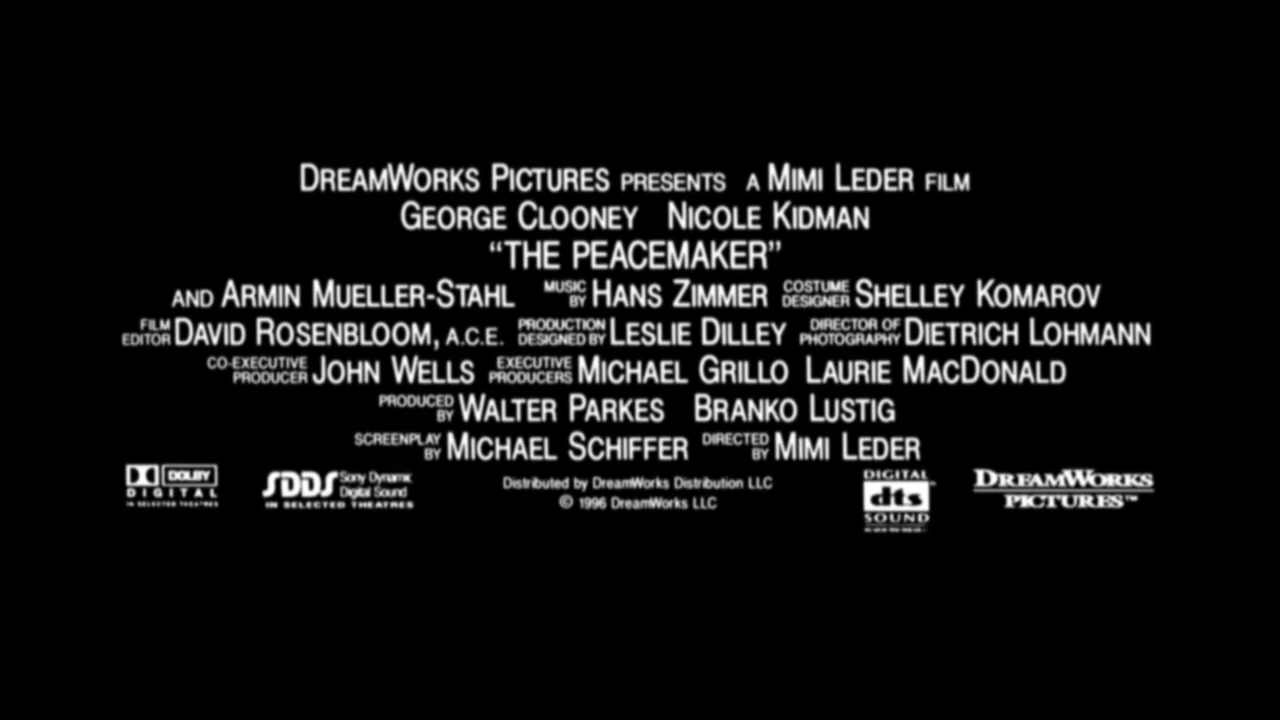 DREAMWORKS PICTURES PRESENTS A MIMI LEDER FILM
GEORGE CLOONEY NICOLE KIDMAN
“THE PEACEMAKER”
AND ARMIN MUELLER-STAHL MUSIC BY HANS ZIMMER COSTUME DESIGNER SHELLEY KOMAROV
FILM EDITOR DAVID ROSENBLOOM, A.C.E. PRODUCTION DESIGNED BY LESLIE DILLEY DIRECTOR OF PHOTOGRAPHY DIETRICH LOHMANN
CO-EXECUTIVE PRODUCER JOHN WELLS EXECUTIVE PRODUCERS MICHAEL GRILLO LAURIE MACDONALD
PRODUCED BY WALTER PARKES BRANKO LUSTIG
SCREENPLAY BY MICHAEL SCHIFFER DIRECTED BY MIMI LEDER
DOLBY
DIGITAL
IN SELECTED THEATRES
SDDS Sony Dynamic
Digital Sound
IN SELECTED THEATRES
Distributed by DreamWorks Distribution LLC
© 1996 DreamWorks LLC
DIGITAL
dts
SOUND
DREAMWORKS
PICTURES™